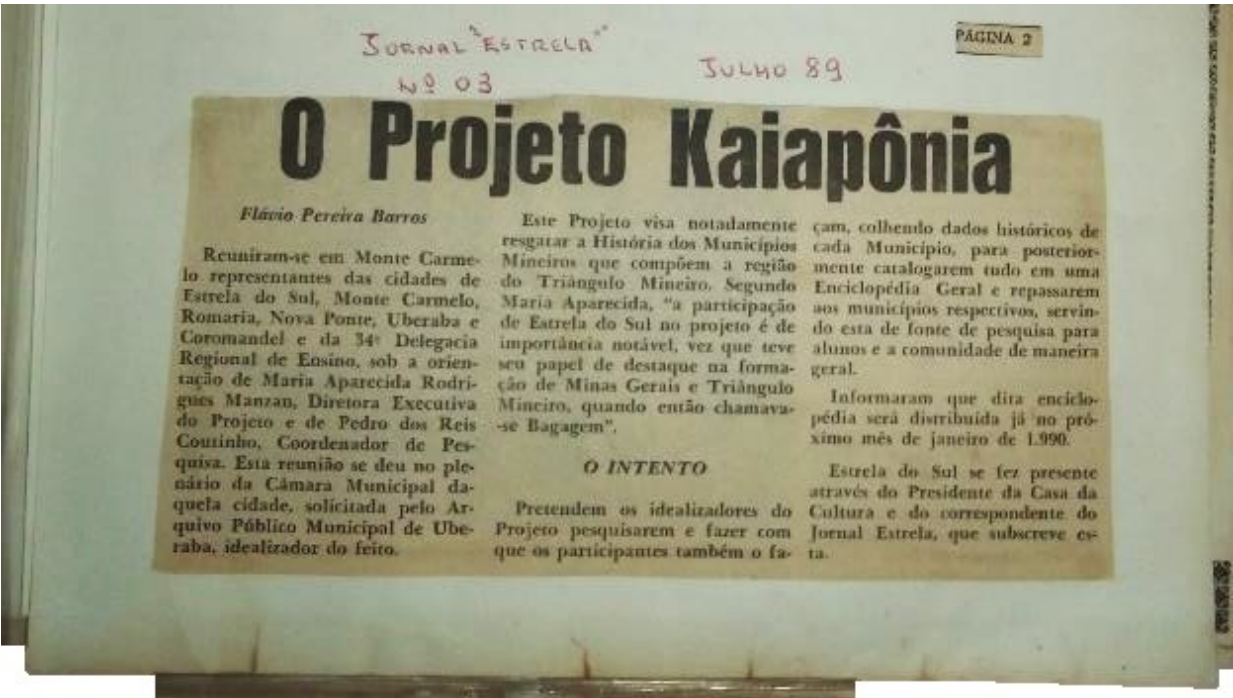 JORNAL "ESTRELA"
Nº 03
JULHO 89
PÁGINA 2
O Projeto Kaiapônia
Flávio Pereira Barros
Reuniram-se em Monte Carme-
lo representantes das cidades de
Estrela do Sul, Monte Carmelo,
Romaria, Nova Ponte, Uberaba e
Coromandel e da 34ª Delegacia
Regional de Ensino, sob a orien-
tação de Maria Aparecida Rodri-
gues Manzan, Diretora Executiva
do Projeto e de Pedro dos Reis
Coutinho, Coordenador de Pes-
quisa. Esta reunião se deu no ple-
nário da Câmara Municipal da-
quela cidade, solicitada pelo Ar-
quivo Público Municipal de Ube-
raba, idealizador do feito.
Este Projeto visa notadamente
resgatar a História dos Municípios
Mineiros que compõem a região
do Triângulo Mineiro. Segundo
Maria Aparecida, "a participação
de Estrela do Sul no projeto é de
importância notável, vez que teve
seu papel de destaque na forma-
ção de Minas Gerais e Triângulo
Mineiro, quando então chamava-
-se Bagagem".
O INTENTO
Pretendem os idealizadores do
Projeto pesquisarem e fazer com
que os participantes também o fa-
çam, colhendo dados históricos de
cada Município, para posterior-
mente catalogarem tudo em uma
Enciclopédia Geral e repassarem
aos municípios respectivos, servin-
do esta de fonte de pesquisa para
alunos e a comunidade de maneira
geral.
Informaram que dita enciclo-
pédia será distribuída já no pró-
ximo mês de janeiro de 1.990.
Estrela do Sul se fez presente
através do Presidente da Casa da
Cultura e do correspondente do
Jornal Estrela, que subscreve es-
ta.